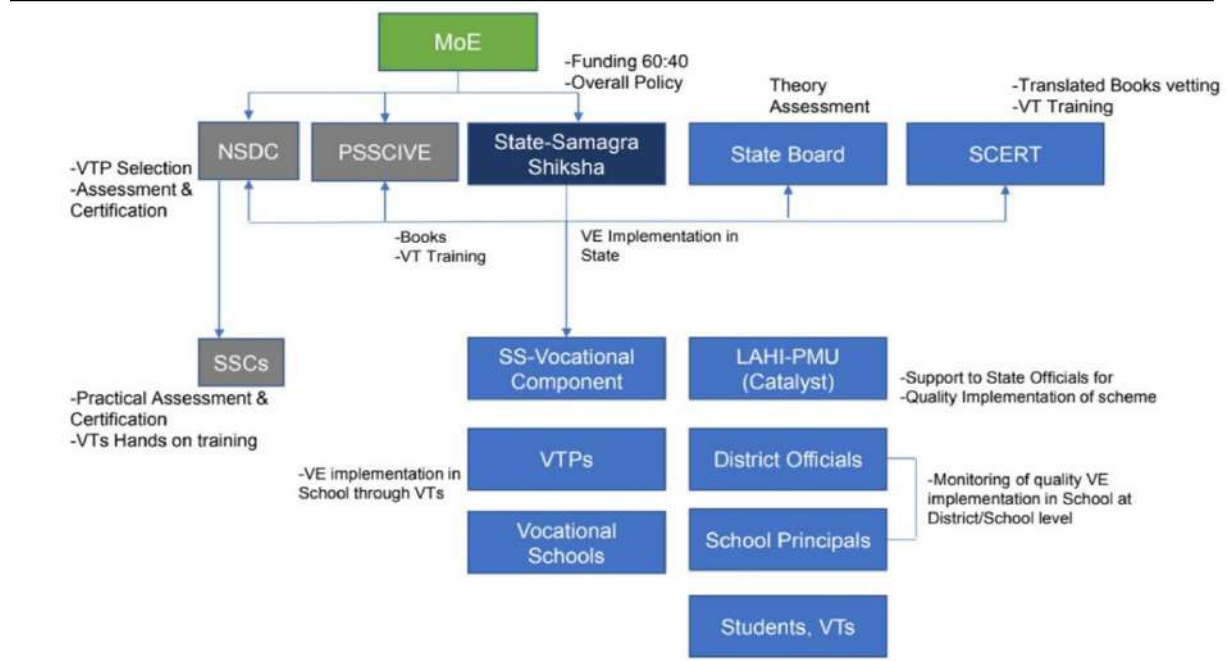 MoE
-Funding 60:40
-Overall Policy
Theory
Assessment
-Translated Books vetting
-VT Training
NSDC
PSSCIVE
State-Samagra
Shiksha
State Board
SCERT
-VTP Selection
-Assessment &
Certification
-Books
-VT Training
VE Implementation in
State
SSCs
-Practical Assessment &
Certification
-VTs Hands on training
SS-Vocational
Component
LAHI-PMU
(Catalyst)
-Support to State Officials for
-Quality Implementation of scheme
-VE implementation in
School through VTs
VTPs
District Officials
-Monitoring of quality VE
implementation in School at
District/School level
Vocational
Schools
School Principals
Students, VTs